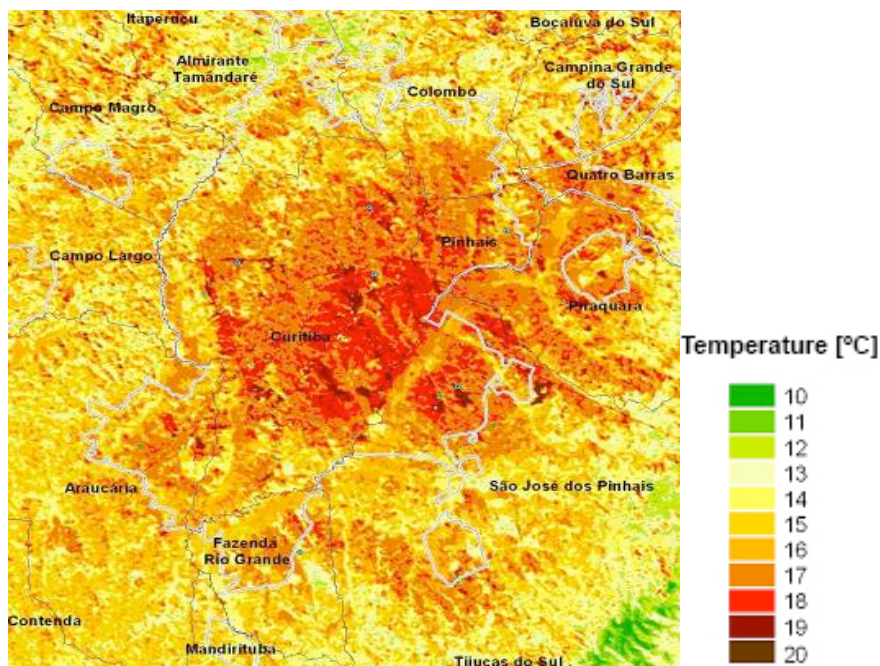 Itaperuçu
Bocaiuva do Sul
Almirante
Tamandaré
Campina Grande
do Sul
Colombo
Campo Magro
Quatro Barras
Pinhais
Campo Largo
Piraquara
Curitiba
Temperature [ºC]
10
11
12
13
14
15
16
17
18
19
20
Araucária
São José dos Pinhais
Fazenda
Rio Grande
Contenda
Mandirituba
Tijucas do Sul